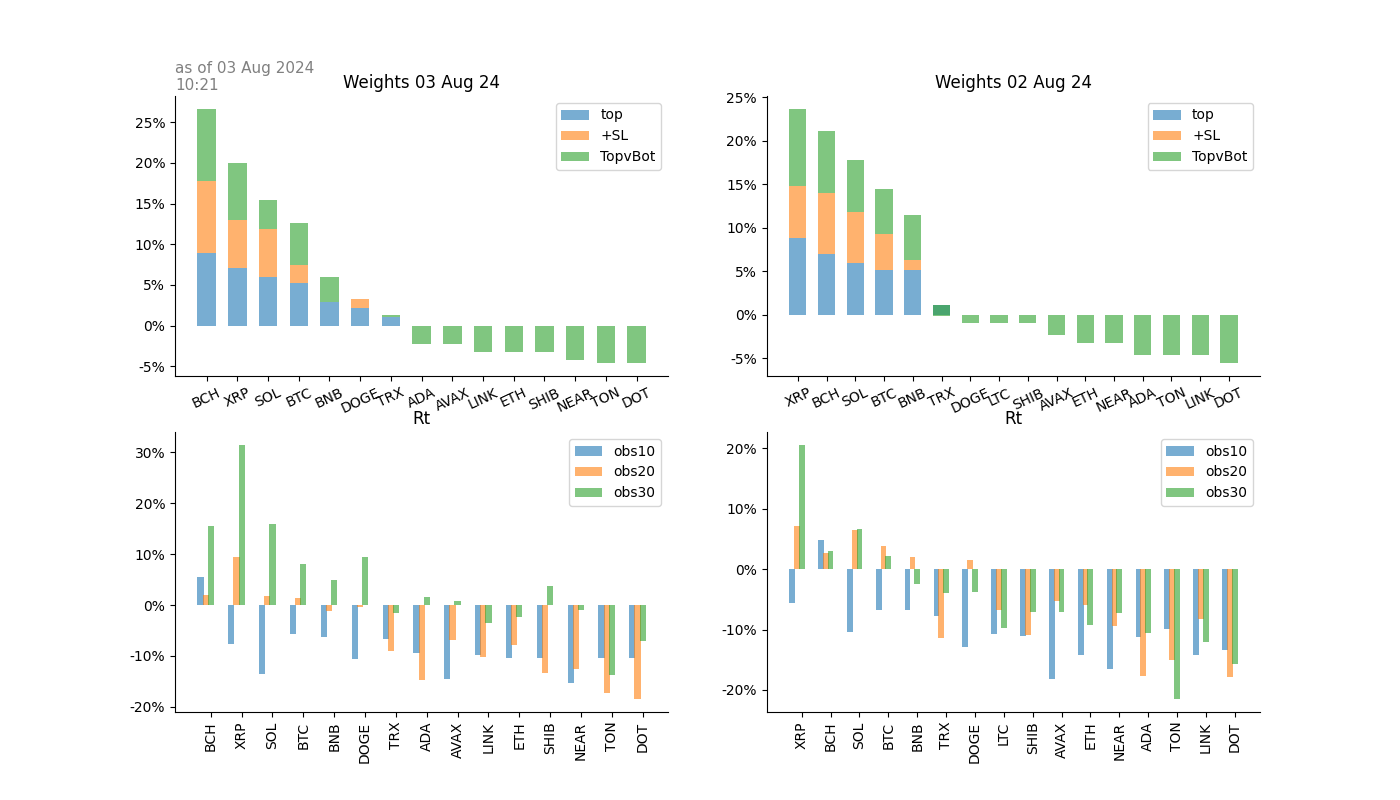 as of 03 Aug 2024
10:21
Weights 03 Aug 24
25%
20%
15%
10%
5%
0%
-5%
top
+SL
TopvBot
BCH XRP SOL BTC BNB DOGE TRX ADA AVAX LINK ETH SHIB NEAR TON DOT
Weights 02 Aug 24
25%
20%
15%
10%
5%
0%
-5%
top
+SL
TopvBot
XRP BCH SOL BTC BNB TRX DOGE LTC SHIB AVAX ETH NEAR ADA TON LINK DOT
Rt
30%
20%
10%
0%
-10%
-20%
obs10
obs20
obs30
BCH XRP SOL BTC BNB DOGE TRX ADA AVAX LINK ETH SHIB NEAR TON DOT
Rt
20%
10%
0%
-10%
-20%
obs10
obs20
obs30
XRP BCH SOL BTC BNB TRX DOGE LTC SHIB AVAX ETH NEAR ADA TON LINK DOT